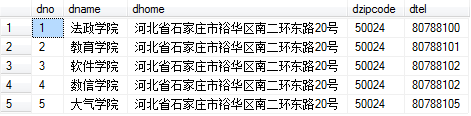 dno dname dhome dzipcode dtel
1 1 法政学院 河北省石家庄市裕华区南二环东路20号 50024 80788100
2 2 教育学院 河北省石家庄市裕华区南二环东路20号 50024 80788101
3 3 软件学院 河北省石家庄市裕华区南二环东路20号 50024 80788102
4 4 数信学院 河北省石家庄市裕华区南二环东路20号 50024 80788102
5 5 大气学院 河北省石家庄市裕华区南二环东路20号 50024 80788105